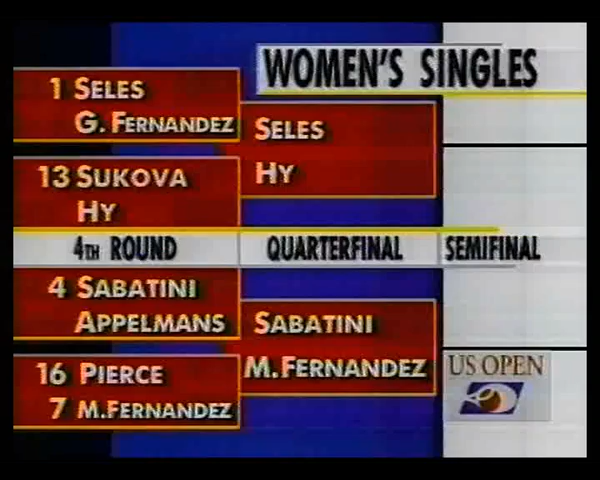 WOMEN'S SINGLES
1 SELES
G. FERNANDEZ
13 SUKOVA
HY
SELES
HY
4TH ROUND
QUARTERFINAL
SEMIFINAL
4 SABATINI
APPELMANS
16 PIERCE
7 M.FERNANDEZ
SABATINI
M.FERNANDEZ
US OPEN